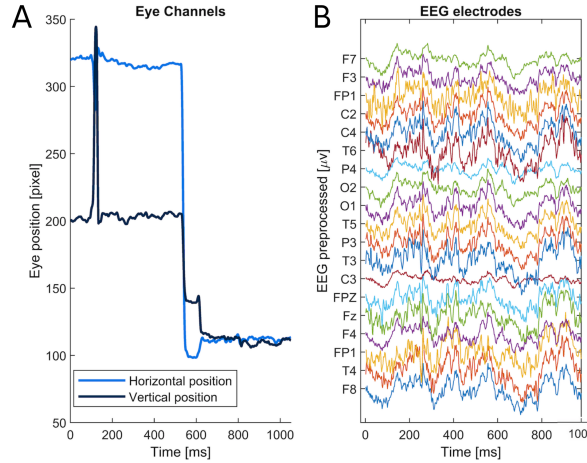 A
Eye Channels
Eye position [pixel]
350
300
250
200
150
100
50
0
200
400
600
800
1000
Time [ms]
Horizontal position
Vertical position
B
EEG electrodes
EEG preprocessed [μv]
F7
F3
FP1
C2
C4
T6
P4
O2
O1
T5
P3
T3
C3
FPZ
Fz
F4
FP1
T4
F8
0
200
400
600
800
100
Time [ms]